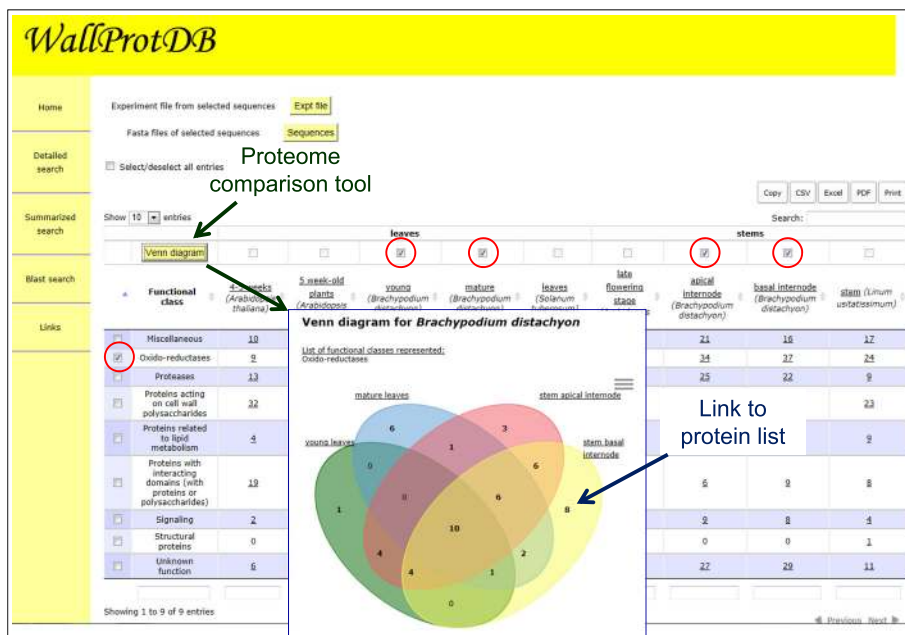 WallProtDB
Home
Detailed
search
Summarized
search
Blast search
Links
Experiment file from selected sequences Expt file
Fasta files of selected sequences Sequences
Select/deselect all entries
Proteome
comparison tool
Copy CSV Excel PDF Print
Show 10 entries
Search:
leaves stems
Venn diagram
Functional
class
4-5 weeks
(Arabidopsis
thaliana)
5 week-old
plants
(Arabidopsis
young
(Brachypodium
mature
(Brachypodium
leaves
(Solanum
late
flowering
stage
apical
internode
(Brachypodium
distachyon)
basal internode
(Brachypodium
distachyon)
stem (Linum
usitatissimum)
Miscellaneous 10 21 16 17
Oxido-reductases 9 34 37 24
Proteases 13 25 22 9
Proteins acting
on cell wall
polysaccharides
32 23
Proteins related
to lipid
metabolism
4 9
Proteins with
interacting
domains (with
proteins or
polysaccharides)
19 6 9 8
Signaling 2 9 8 4
Structural
proteins
0 0 0 1
Unknown
function
6 27 29 11
Showing 1 to 9 of 9 entries
Previous Next
Venn diagram for Brachypodium distachyon
List of functional classes represented:
Oxido-reductases
mature leaves stem apical internode
young leaves stem basal
internode
6 3
1
0 6
1 0 6 8
10
4 2
4 1
0
Link to
protein list